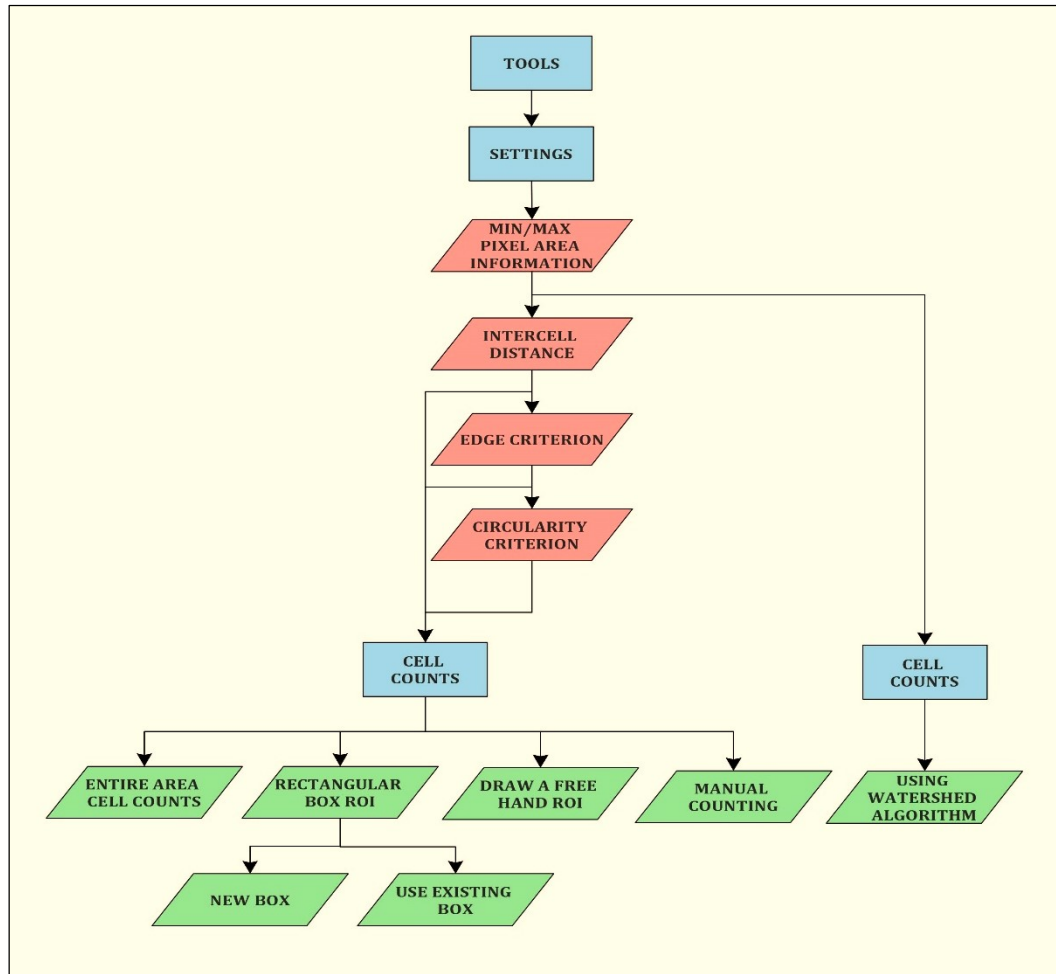 TOOLS
SETTINGS
MIN/MAX
PIXEL AREA
INFORMATION
INTERCELL
DISTANCE
EDGE CRITERION
CIRCULARITY
CRITERION
CELL
COUNTS
CELL
COUNTS
ENTIRE AREA
CELL COUNTS
RECTANGULAR
BOX ROI
DRAW A FREE
HAND ROI
MANUAL
COUNTING
USING
WATERSHED
ALGORITHM
NEW BOX
USE EXISTING
BOX